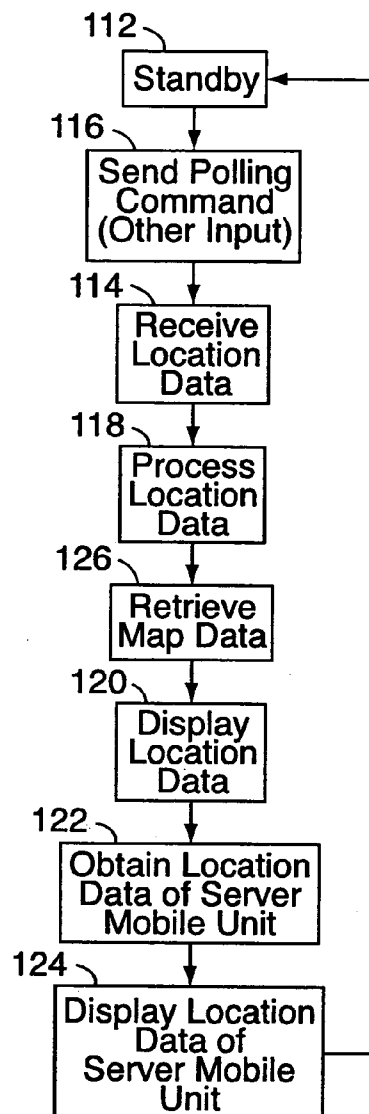 112
Standby
116
Send Polling
Command
(Other Input)
114
Receive
Location
Data
118
Process
Location
Data
126
Retrieve
Map Data
120
Display
Location
Data
122
Obtain Location
Data of Server
Mobile Unit
124
Display Location
Data of
Server Mobile
Unit